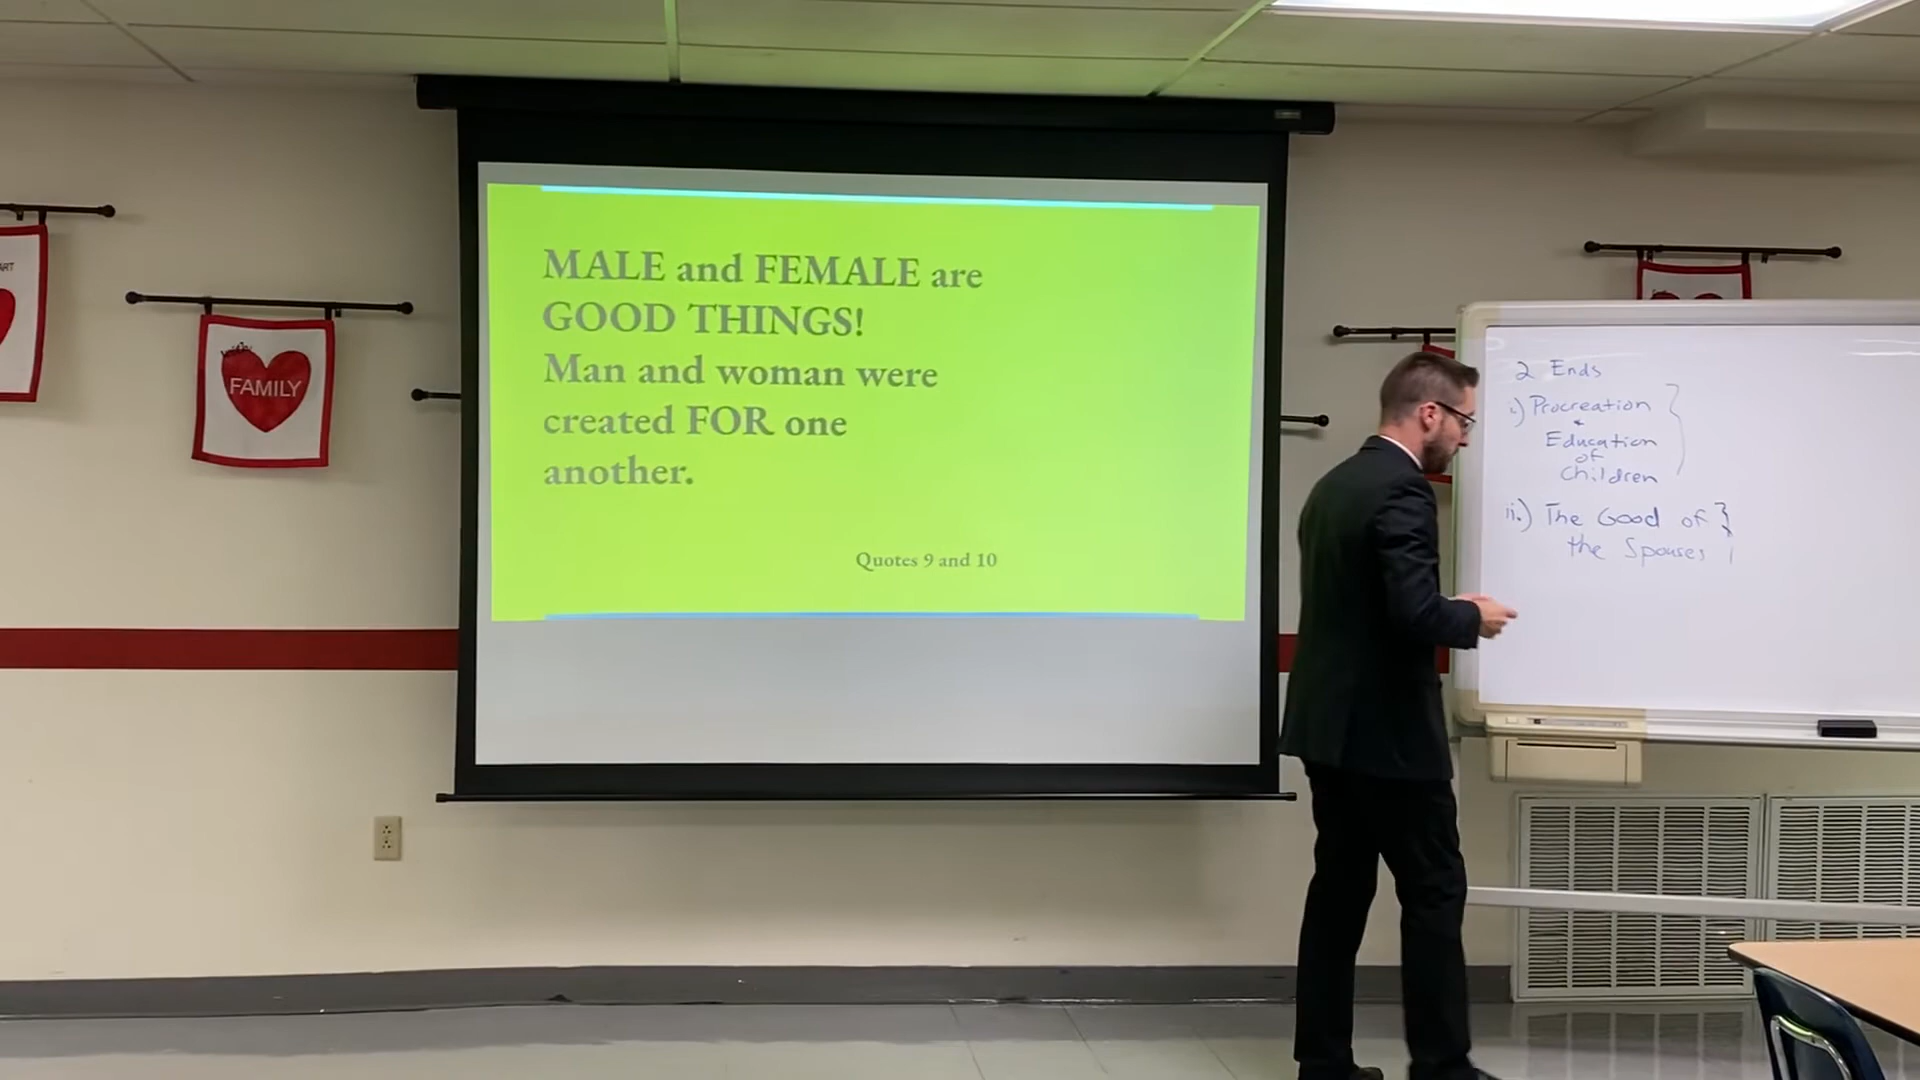 MALE and FEMALE are
GOOD THINGS!
Man and woman were
created FOR one
another.
Quotes 9 and 10
FAMILY
2 Ends
i.) Procreation
+
Education
of
Children
ii.) The Good of
the Spouses